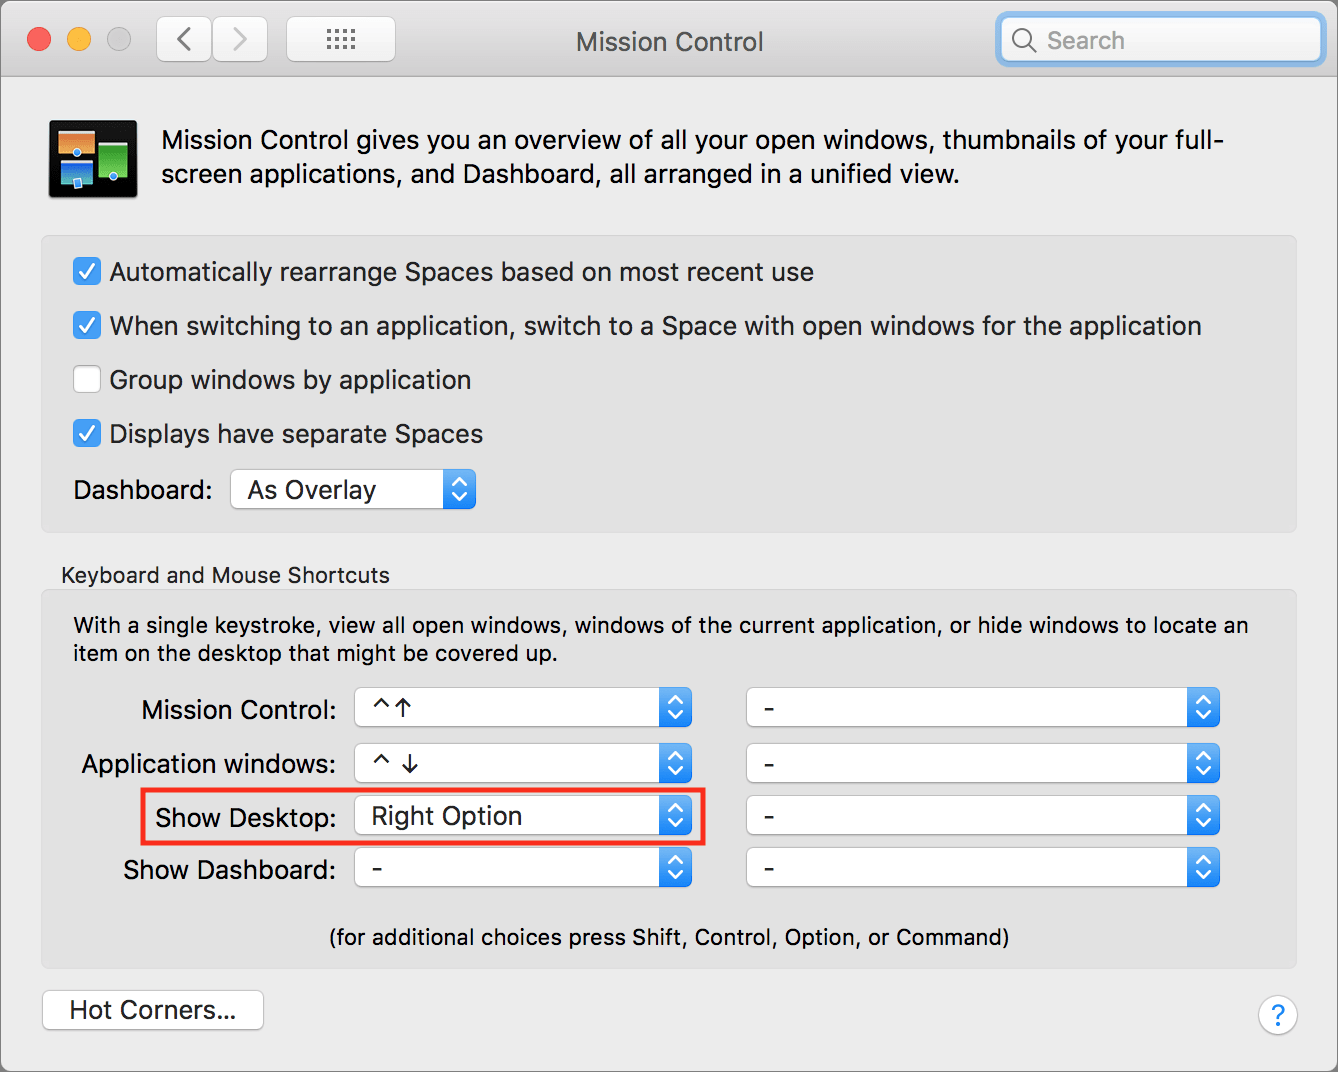 Mission Control
Search
Mission Control gives you an overview of all your open windows, thumbnails of your full-
screen applications, and Dashboard, all arranged in a unified view.
Automatically rearrange Spaces based on most recent use
When switching to an application, switch to a Space with open windows for the application
Group windows by application
Displays have separate Spaces
Dashboard: As Overlay
Keyboard and Mouse Shortcuts
With a single keystroke, view all open windows, windows of the current application, or hide windows to locate an
item on the desktop that might be covered up.
Mission Control: ^↑ -
Application windows: ^ ↓ -
Show Desktop: Right Option -
Show Dashboard: - -
(for additional choices press Shift, Control, Option, or Command)
Hot Corners...
?